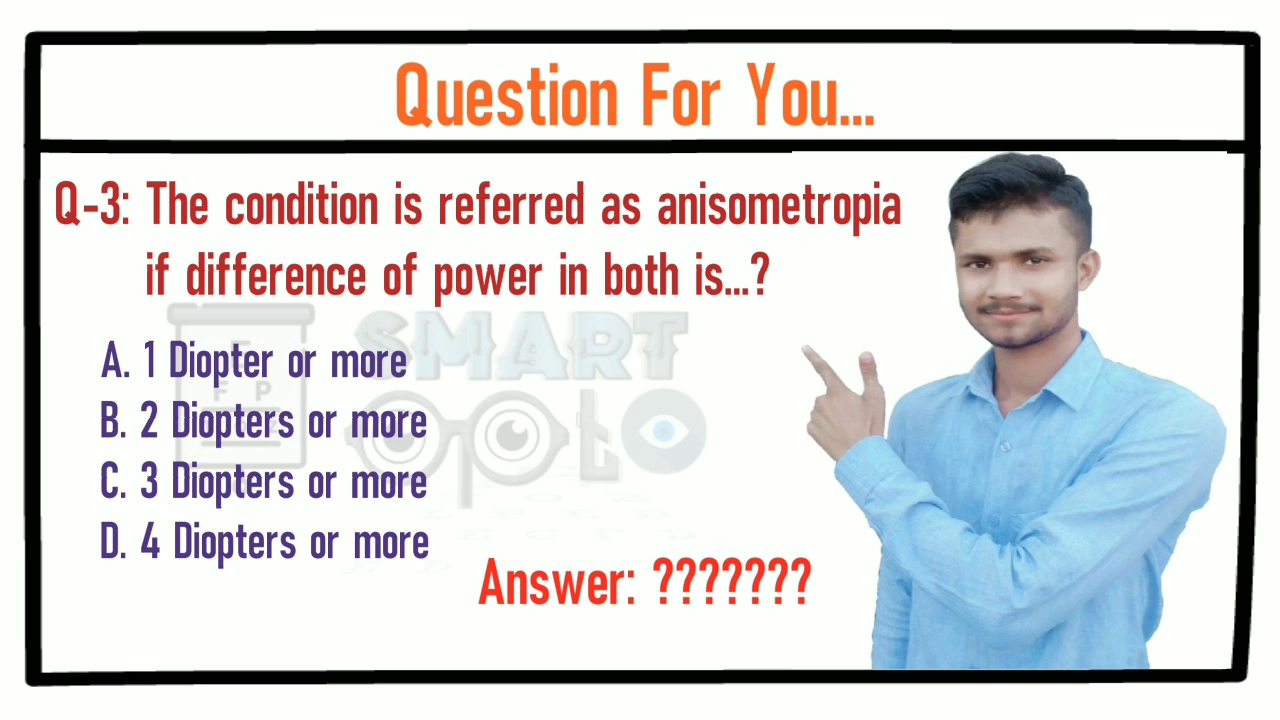 Question For You...
Q-3: The condition is referred as anisometropia
if difference of power in both is...?
SMART
A. 1 Diopter or more
B. 2 Diopters or more
C. 3 Diopters or more
D. 4 Diopters or more
Answer: ???????